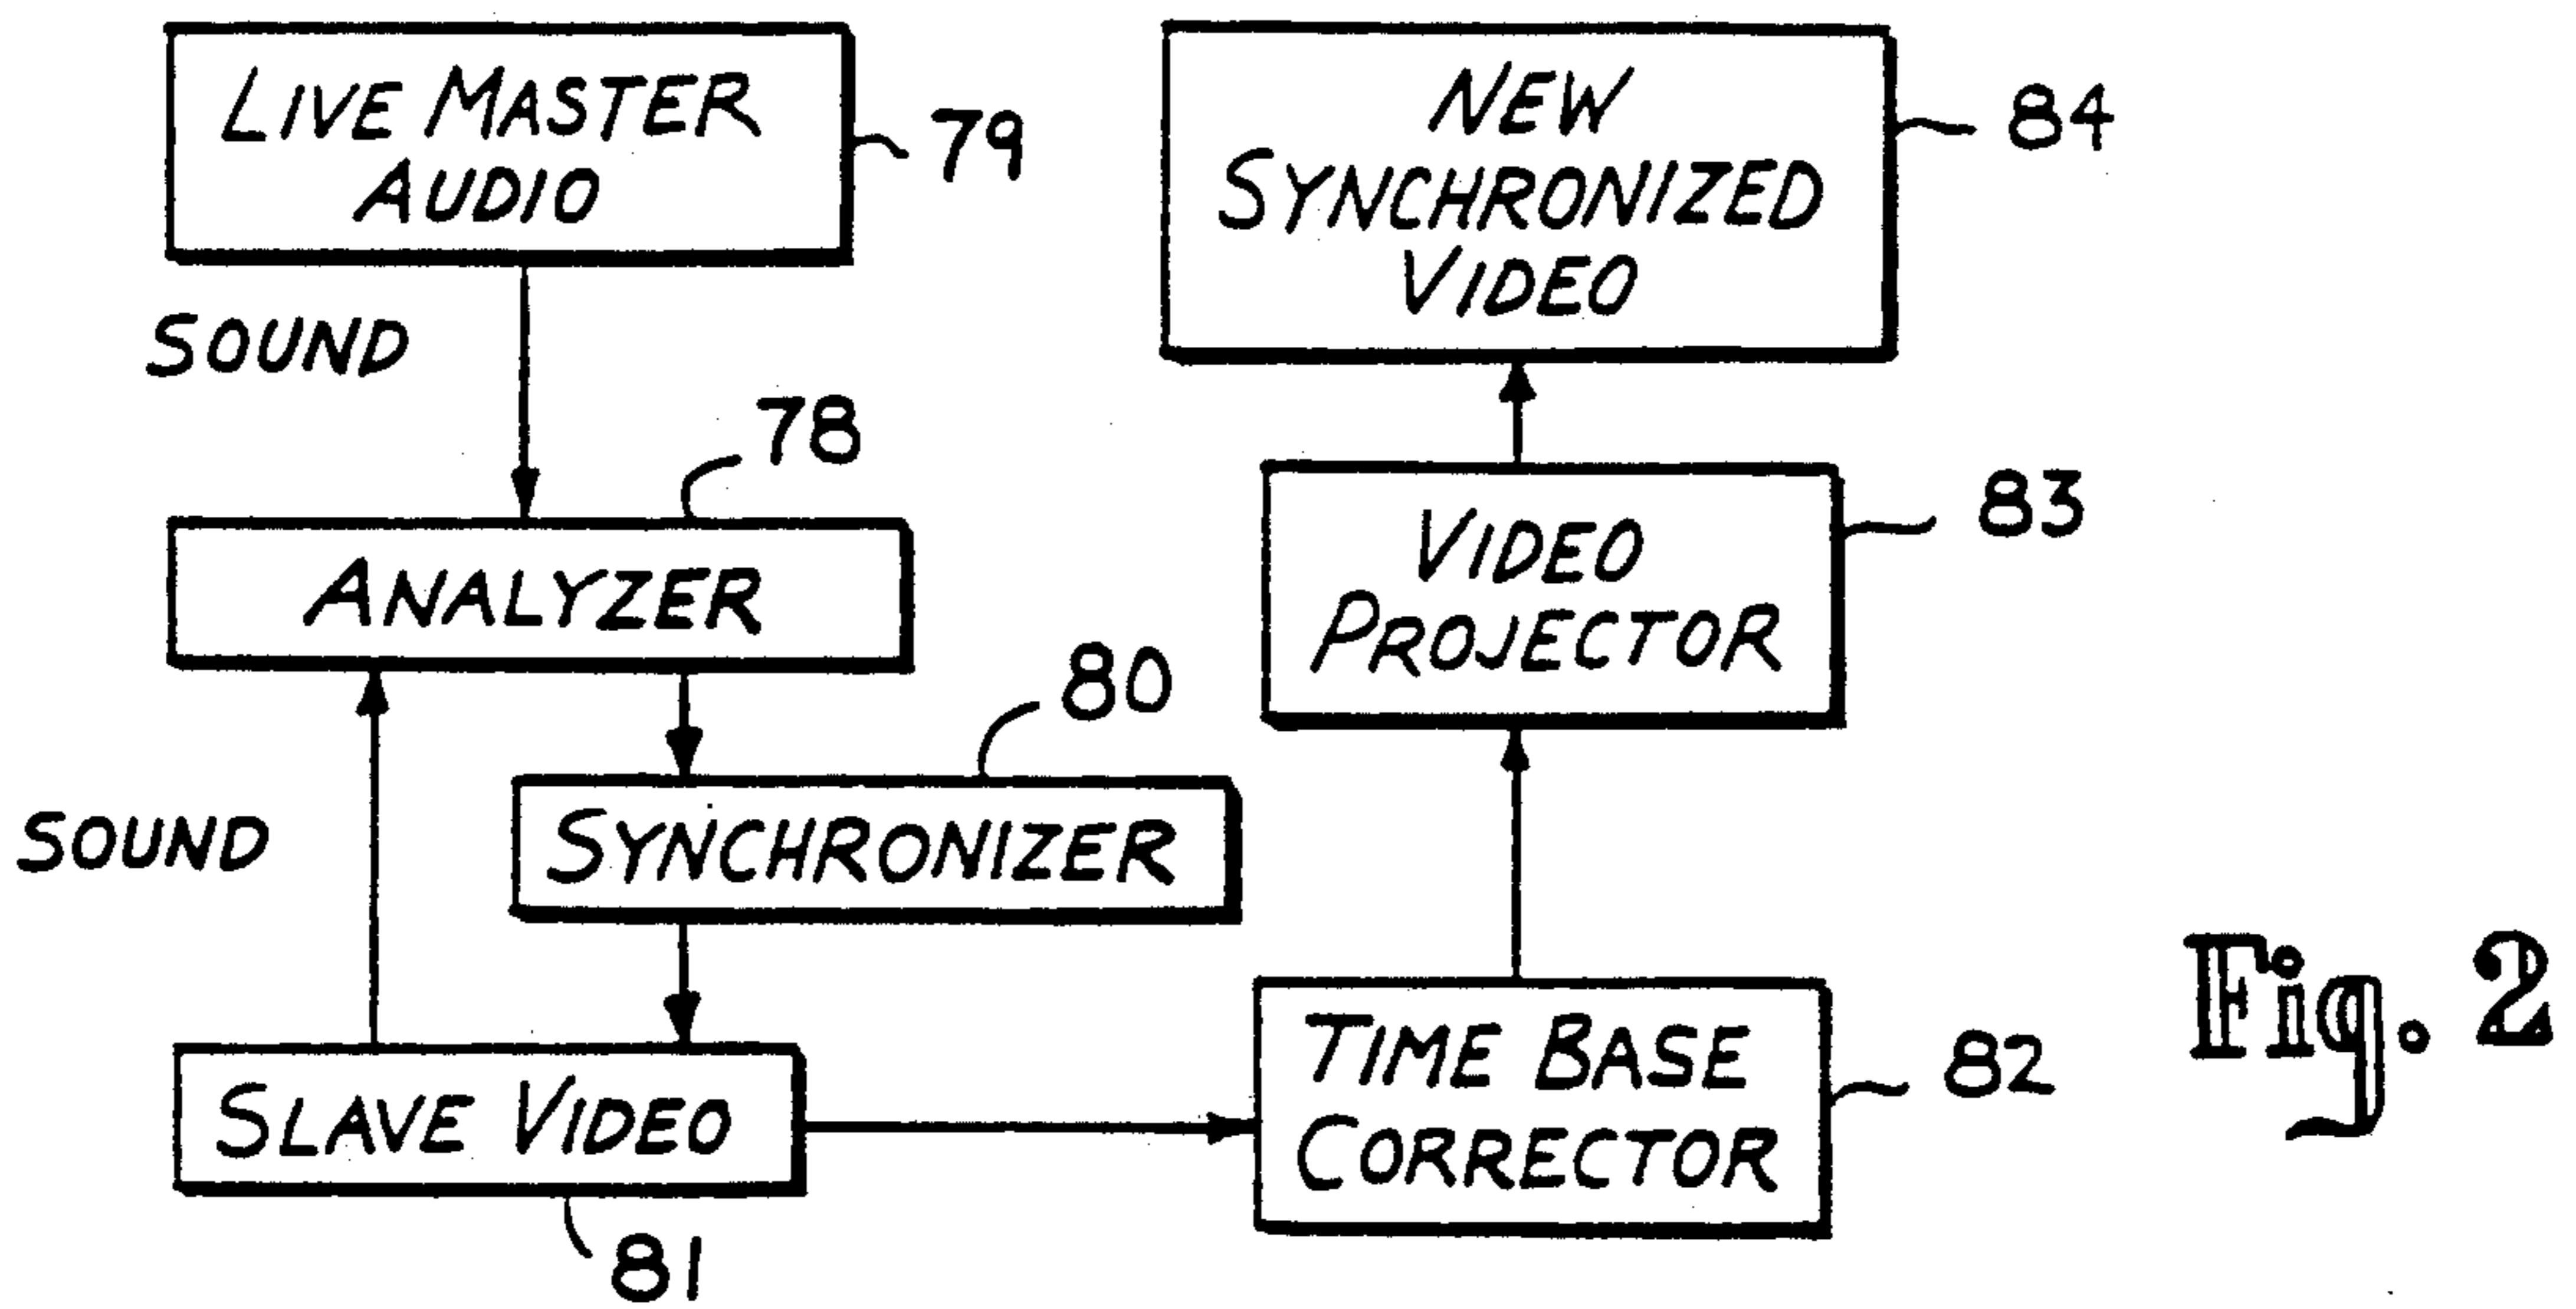 LIVE MASTER
AUDIO
79
SOUND
78
ANALYZER
80
SYNCHRONIZER
SOUND
SLAVE VIDEO
81
NEW
SYNCHRONIZED
VIDEO
84
VIDEO
PROJECTOR
83
TIME BASE
CORRECTOR
82
Fig. 2